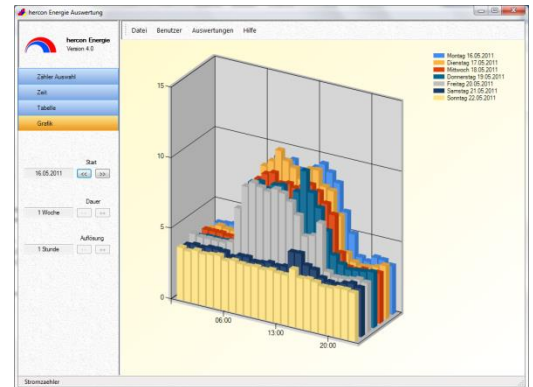 hercon Energie Auswertung
Datei Benutzer Auswertungen Hilfe
hercon Energie
Version 4.0
Zähler Auswahl
Zeit
Tabelle
Grafik
Start
16.05.2011 << >>
Dauer
1 Woche
Auflösung
1 Stunde
Montag 16.05.2011
Dienstag 17.05.2011
Mittwoch 18.05.2011
Donnerstag 19.05.2011
Freitag 20.05.2011
Samstag 21.05.2011
Sonntag 22.05.2011
15
10
5
0
06:00
13:00
20:00
Stromzaehler